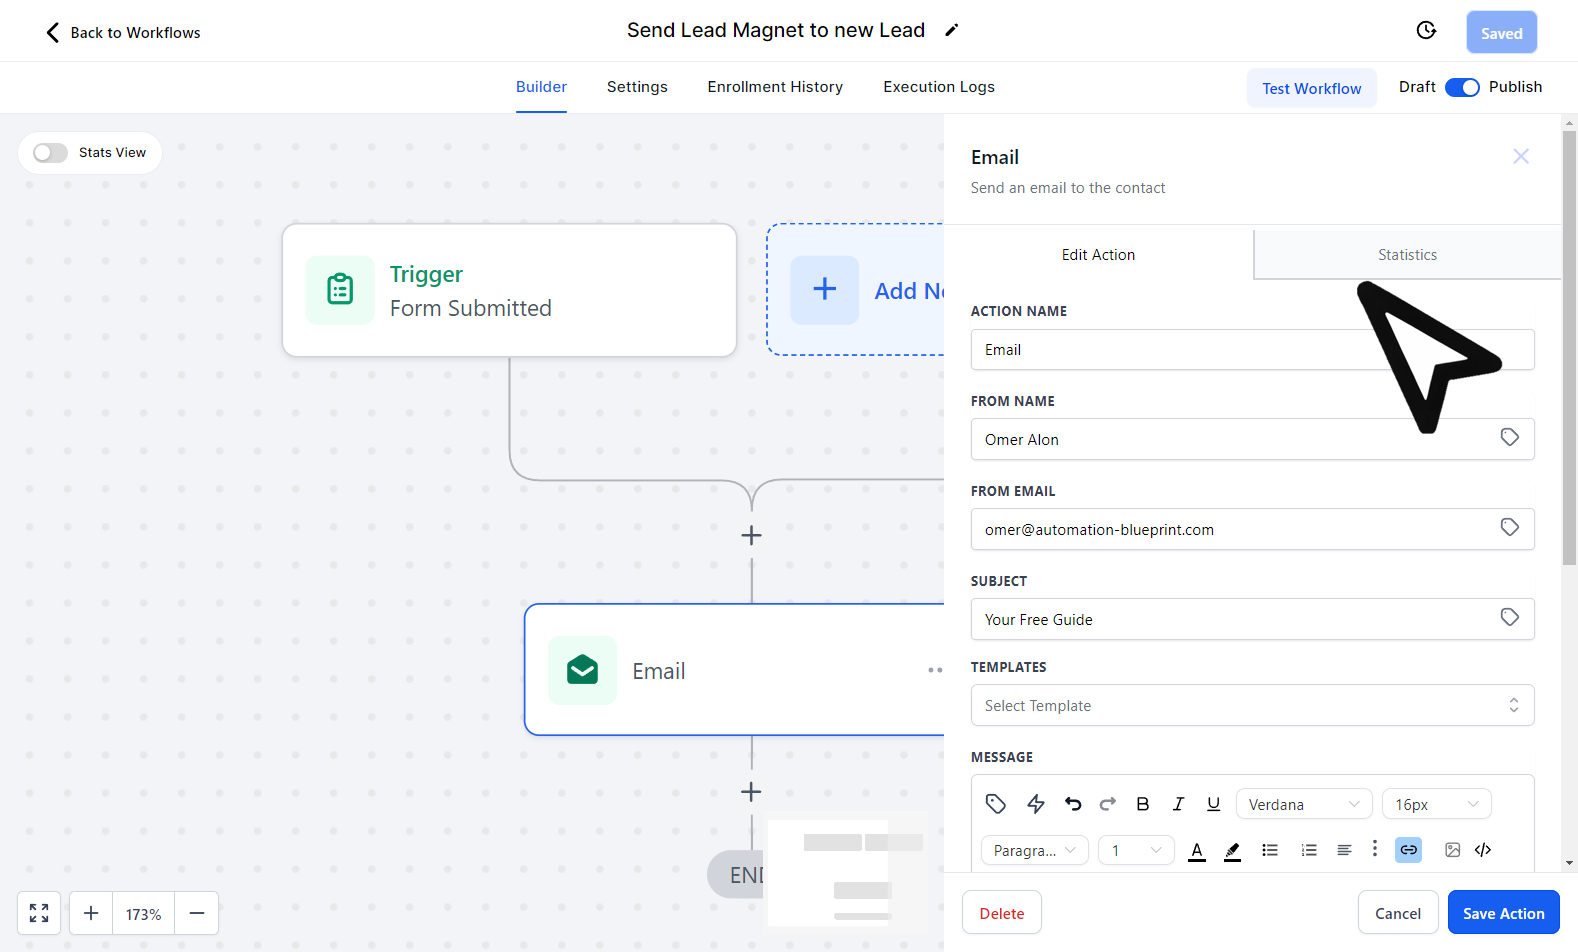 Back to Workflows
Send Lead Magnet to new Lead
Saved
Builder
Settings
Enrollment History
Execution Logs
Test Workflow
Draft
Publish
Stats View
Trigger
Form Submitted
Add Ne
Email
END
173%
Email
Send an email to the contact
Edit Action
Statistics
ACTION NAME
Email
FROM NAME
Omer Alon
FROM EMAIL
omer@automation-blueprint.com
SUBJECT
Your Free Guide
TEMPLATES
Select Template
MESSAGE
B I U
Verdana
16px
Paragra...
1
A
Delete
Cancel
Save Action